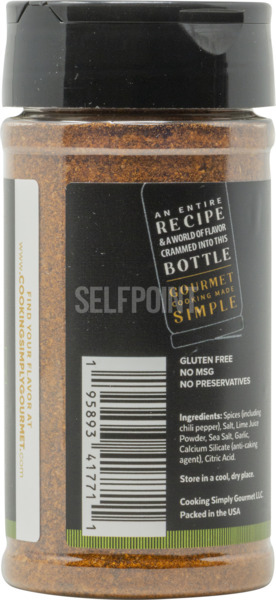 AN ENTIRE
RECIPE
& A WORLD OF FLAVOR
CRAMMED INTO THIS
BOTTLE
GOURMET
COOKING MADE
SIMPLE
SELFPOINT
GLUTEN FREE
NO MSG
NO PRESERVATIVES
Ingredients: Spices (including
chili pepper), Salt, Lime Juice
Powder, Sea Salt, Garlic,
Calcium Silicate (anti-caking
agent), Citric Acid.
Store in a cool, dry place.
Cooking Simply Gourmet LLC.
Packed in the USA
1 95893 41771 1
FIND YOUR FLAVOR AT
www.COOKINGSIMPLYGOURMET.com